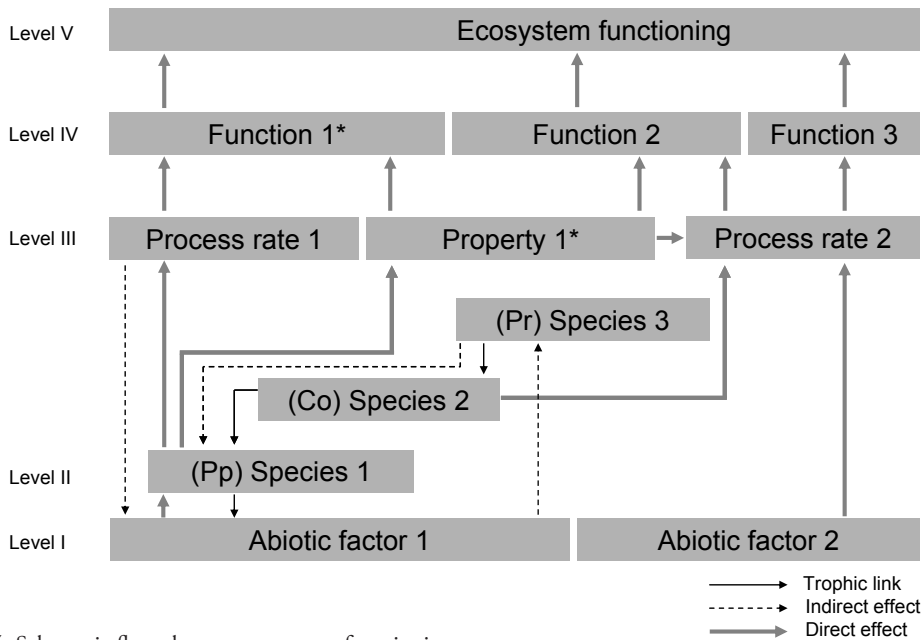 Level V
Ecosystem functioning
Level IV
Function 1*
Function 2
Function 3
Level III
Process rate 1
Property 1*
Process rate 2
(Pr) Species 3
(Co) Species 2
Level II
(Pp) Species 1
Level I
Abiotic factor 1
Abiotic factor 2
Trophic link
Indirect effect
Direct effect